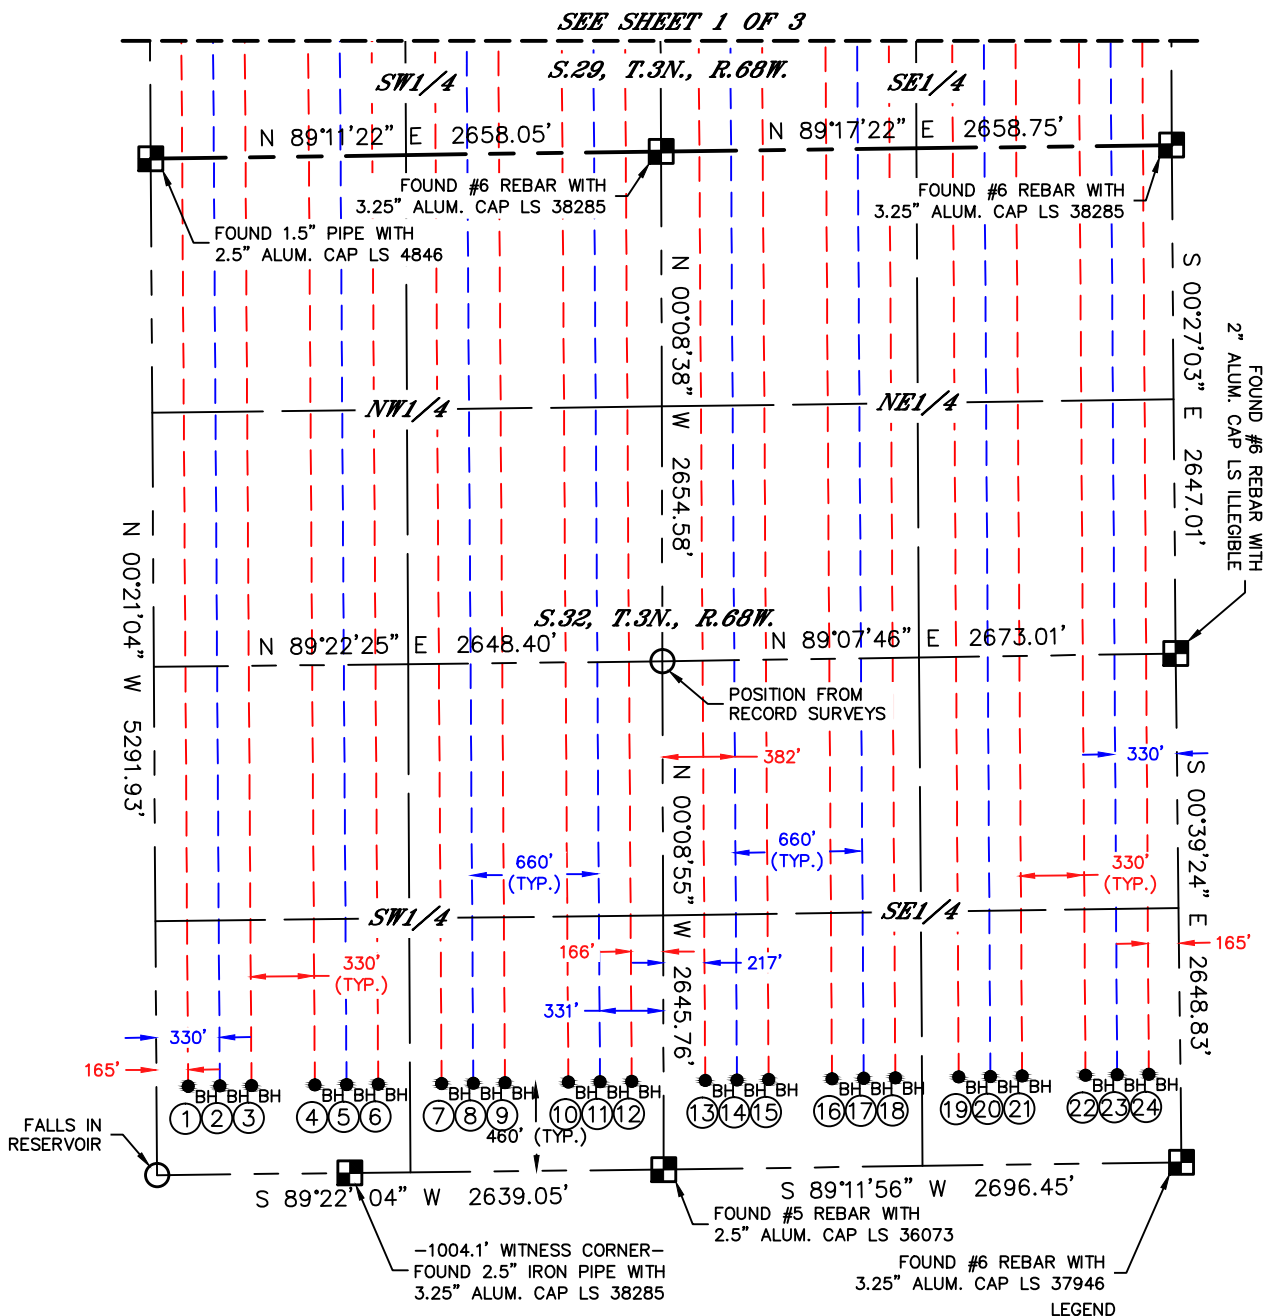 SEE SHEET 1 OF 3
S.29, T.3N., R.68W.
SW1/4
SE1/4
N 89°11'22" E 2658.05'
N 89°17'22" E 2658.75'
FOUND #6 REBAR WITH
3.25" ALUM. CAP LS 38285
FOUND #6 REBAR WITH
3.25" ALUM. CAP LS 38285
FOUND 1.5" PIPE WITH
2.5" ALUM. CAP LS 4846
N 00°08'38" W 2654.58'
S 00°27'03" E 2647.01'
FOUND #6 REBAR WITH
2" ALUM. CAP LS ILLEGIBLE
NW1/4
NE1/4
N 00°21'04" W 5291.93'
S.32, T.3N., R.68W.
N 89°22'25" E 2648.40'
N 89°07'46" E 2673.01'
POSITION FROM
RECORD SURVEYS
382'
330'
N 00°08'55" W 2645.76'
S 00°39'24" E 2648.83'
660'
(TYP.)
660'
(TYP.)
330'
(TYP.)
SW1/4
SE1/4
166'
217'
165'
330'
(TYP.)
331'
330'
165'
BH BH BH BH BH BH BH BH BH BH BH BH BH BH BH BH BH BH BH BH BH BH BH BH
1 2 3 4 5 6 7 8 9 10 11 12 13 14 15 16 17 18 19 20 21 22 23 24
460' (TYP.)
FALLS IN
RESERVOIR
S 89°22'04" W 2639.05'
S 89°11'56" W 2696.45'
FOUND #5 REBAR WITH
2.5" ALUM. CAP LS 36073
-1004.1' WITNESS CORNER-
FOUND 2.5" IRON PIPE WITH
3.25" ALUM. CAP LS 38285
FOUND #6 REBAR WITH
3.25" ALUM. CAP LS 37946
LEGEND